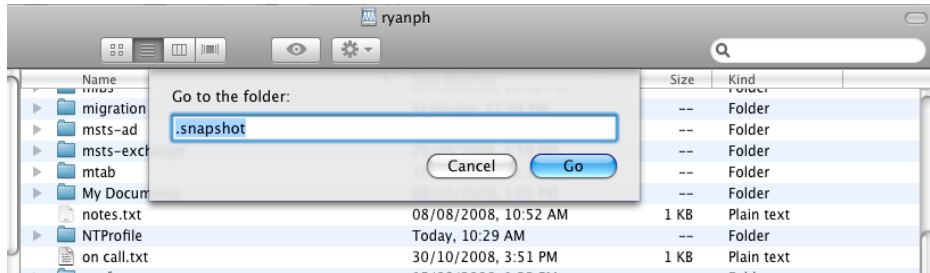 ryanph
Name Size Kind
mibs Folder
migration -- Folder
msts-ad -- Folder
msts-exch -- Folder
mtab -- Folder
My Docum -- Folder
notes.txt 08/08/2008, 10:52 AM 1 KB Plain text
NTProfile Today, 10:29 AM -- Folder
on call.txt 30/10/2008, 3:51 PM 1 KB Plain text
Go to the folder:
.snapshot
Cancel Go